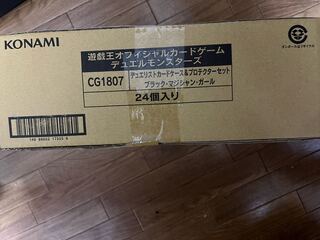 KONAMI
遊戯王オフィシャルカードゲーム
デュエルモンスターズ
CG1807
デュエリストカードケース&プロテクターセット
ブラック・マジシャン・ガール
24個入り